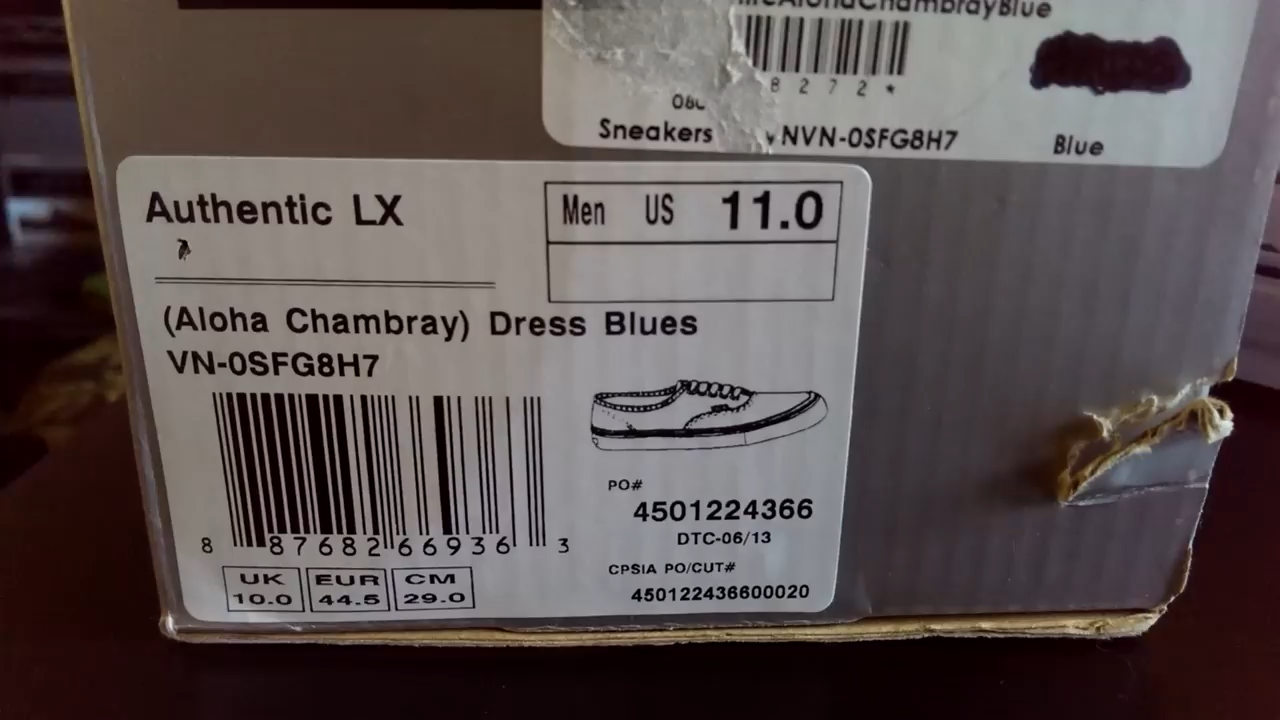 AlohaChambrayBlue
8272*
Sneakers NVN-0SFG8H7 Blue
Authentic LX
Men US 11.0
(Aloha Chambray) Dress Blues
VN-0SFG8H7
8 87682 66936 3
UK EUR CM
10.0 44.5 29.0
PO#
4501224366
DTC-06/13
CPSIA PO/CUT#
450122436600020